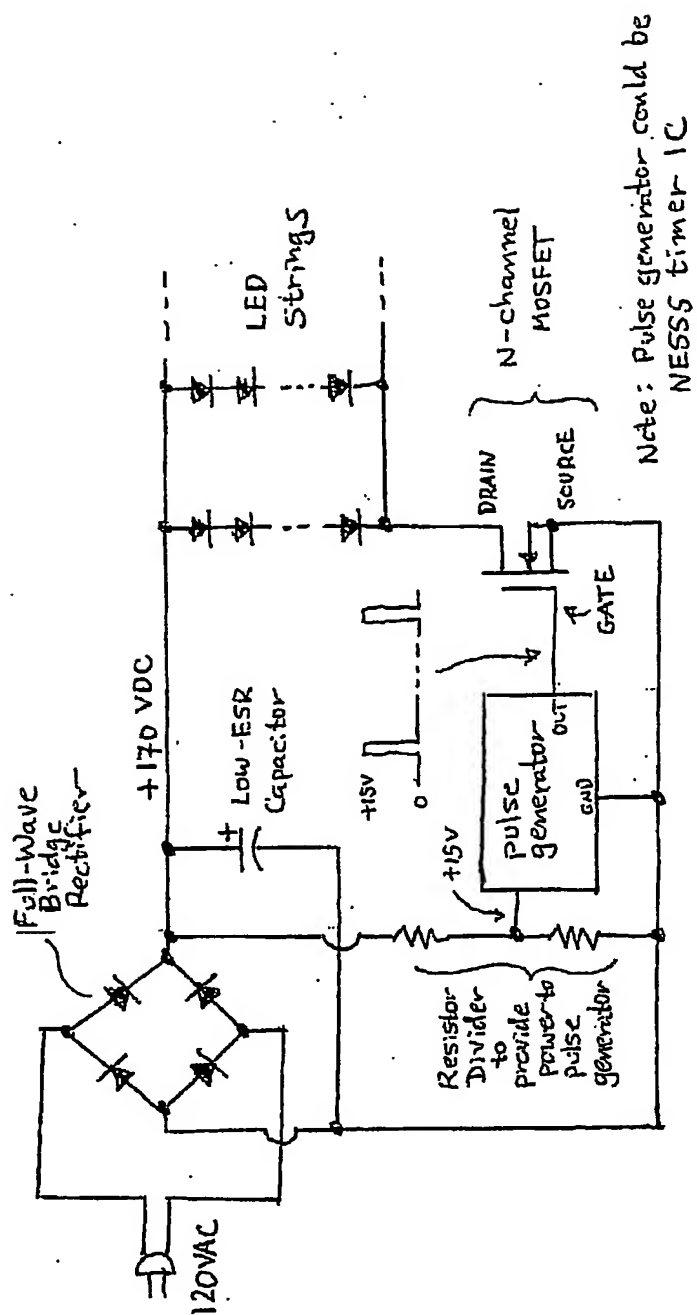 120VAC
Full-Wave
Bridge
Rectifier
+170 VDC
+
LOW-ESR
Capacitor
LED
Strings
+15V
0
Resistor
Divider
to
provide
power to
pulse
generator
+15V
pulse
generator
OUT
GND
GATE
DRAIN
SOURCE
N-channel
MOSFET
Note: Pulse generator could be
NE555 timer IC